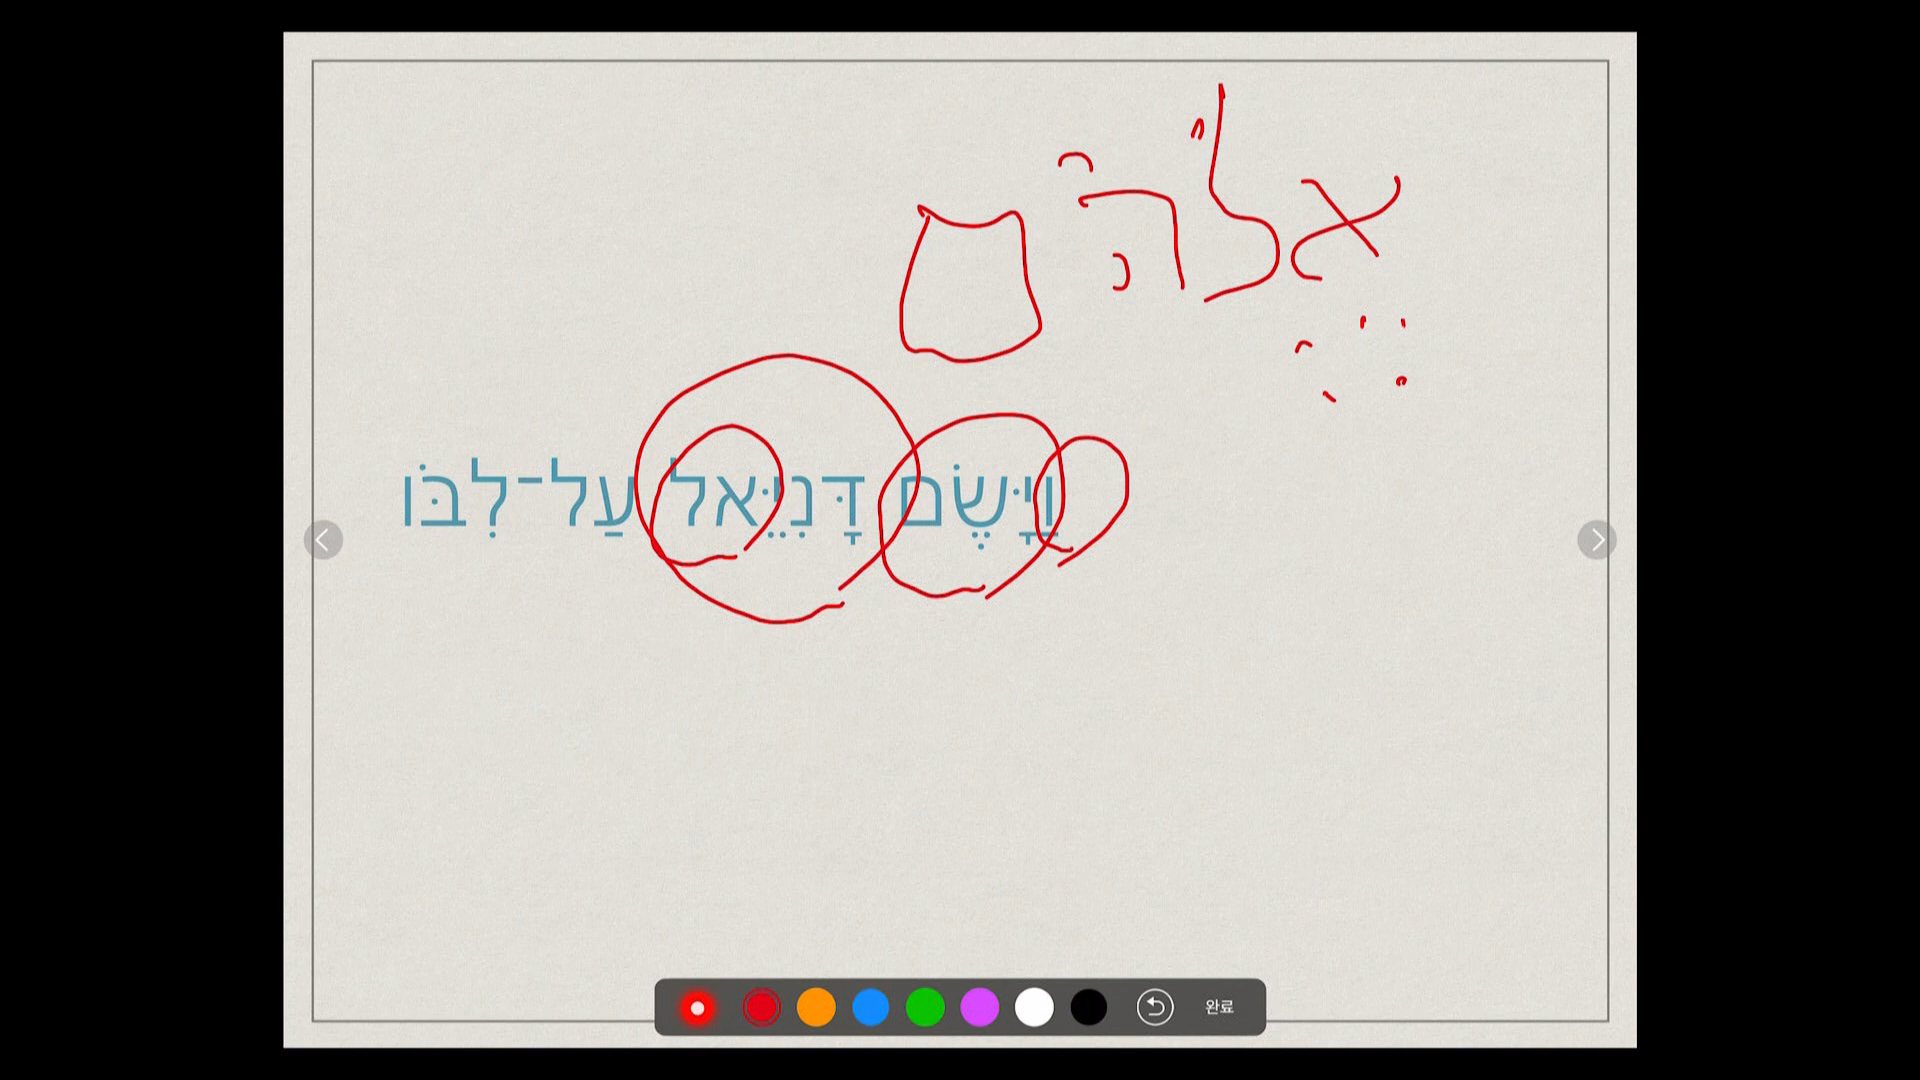 אלהים
וַיָּשֶׂם דָּנִיֵּאל עַל־לִבּוֹ
완료